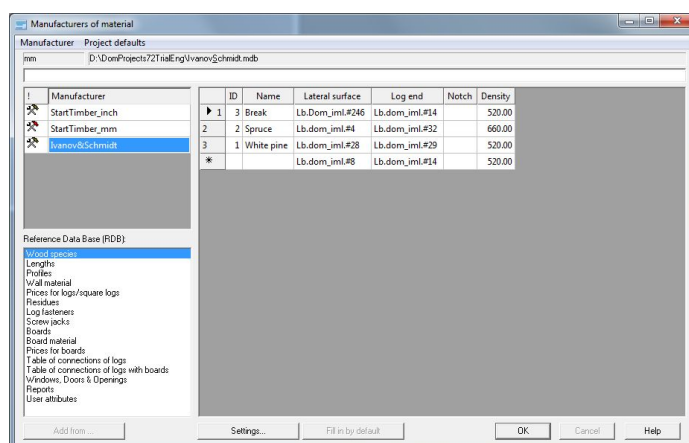 Manufacturers of material
Manufacturer Project defaults
mm D:\DomProjects72TrialEng\IvanovSchmidt.mdb
! Manufacturer
StartTimber_inch
StartTimber_mm
Ivanov&Schmidt
ID Name Lateral surface Log end Notch Density
1 3 Break Lb.Dom_iml.#246 Lb.dom_iml.#14 520.00
2 2 Spruce Lb.dom_iml.#4 Lb.dom_iml.#32 660.00
3 1 White pine Lb.dom_iml.#28 Lb.dom_iml.#29 520.00
* Lb.dom_iml.#8 Lb.dom_iml.#14 520.00
Reference Data Base (RDB):
Wood species
Lengths
Profiles
Wall material
Prices for logs/square logs
Residues
Log fasteners
Screw jacks
Boards
Board material
Prices for boards
Table of connections of logs
Table of connections of logs with boards
Windows, Doors & Openings
Reports
User attributes
Add from ... Settings... Fill in by default OK Cancel Help